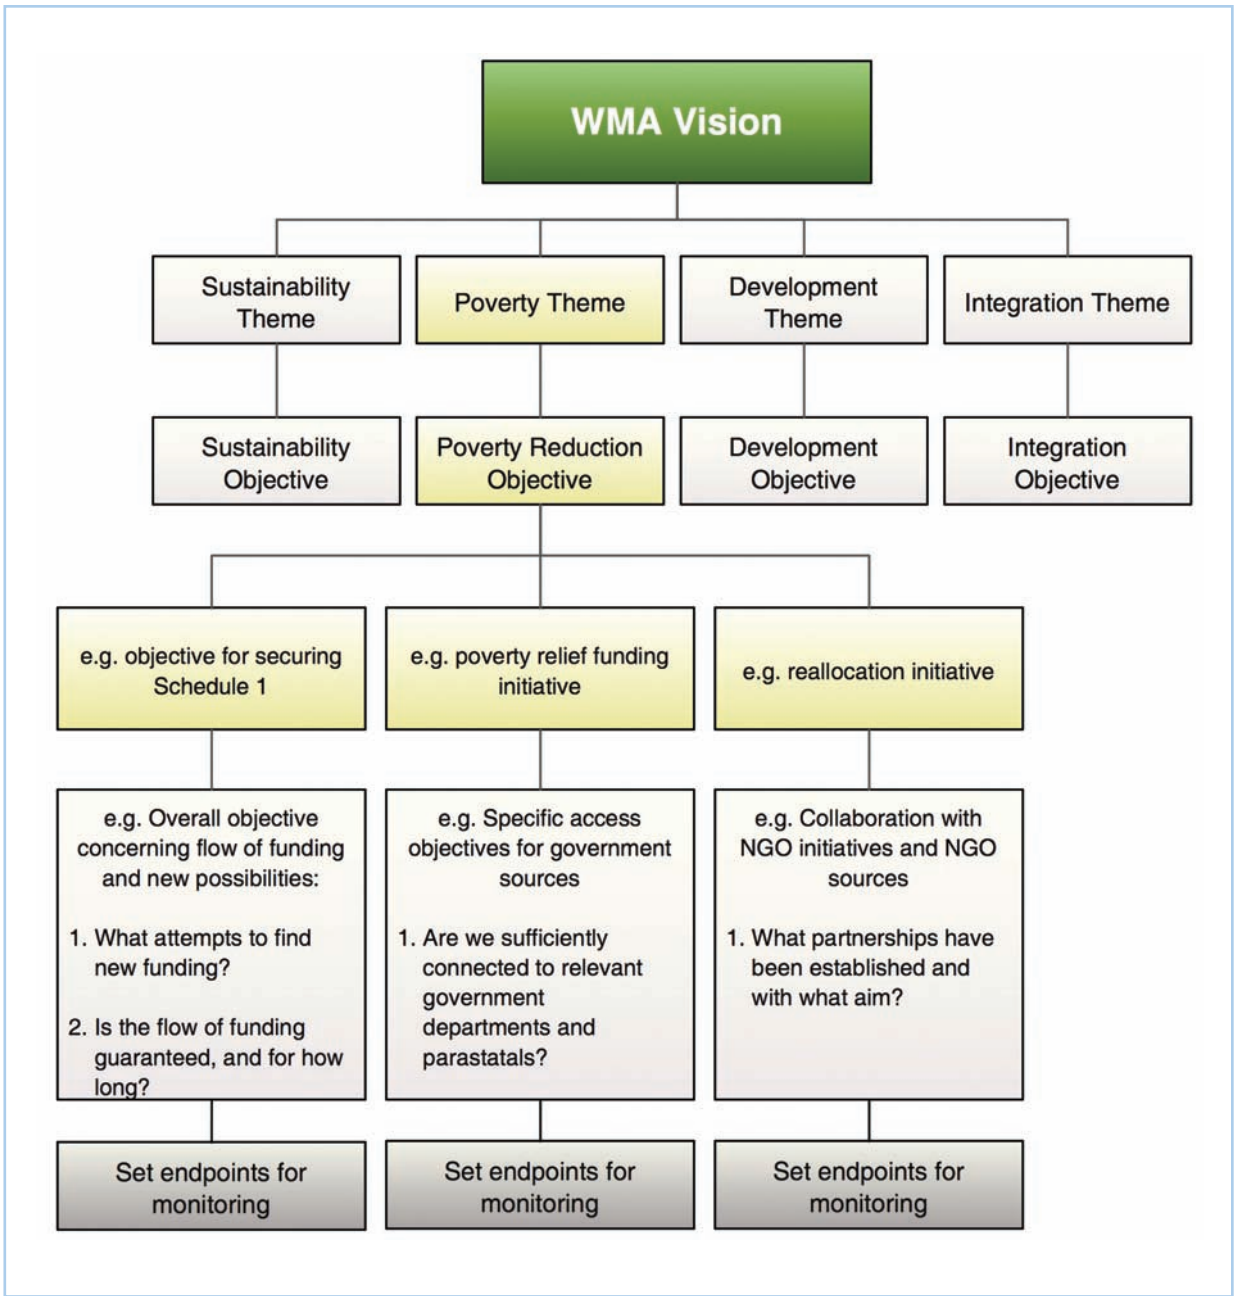 WMA Vision
Sustainability
Theme
Poverty Theme
Development
Theme
Integration Theme
Sustainability
Objective
Poverty Reduction
Objective
Development
Objective
Integration
Objective
e.g. objective for securing
Schedule 1
e.g. poverty relief funding
initiative
e.g. reallocation initiative
e.g. Overall objective
concerning flow of funding
and new possibilities:
1. What attempts to find
new funding?
2. Is the flow of funding
guaranteed, and for how
long?
e.g. Specific access
objectives for government
sources
1. Are we sufficiently
connected to relevant
government
departments and
parastatals?
e.g. Collaboration with
NGO initiatives and NGO
sources
1. What partnerships have
been established and
with what aim?
Set endpoints for
monitoring
Set endpoints for
monitoring
Set endpoints for
monitoring